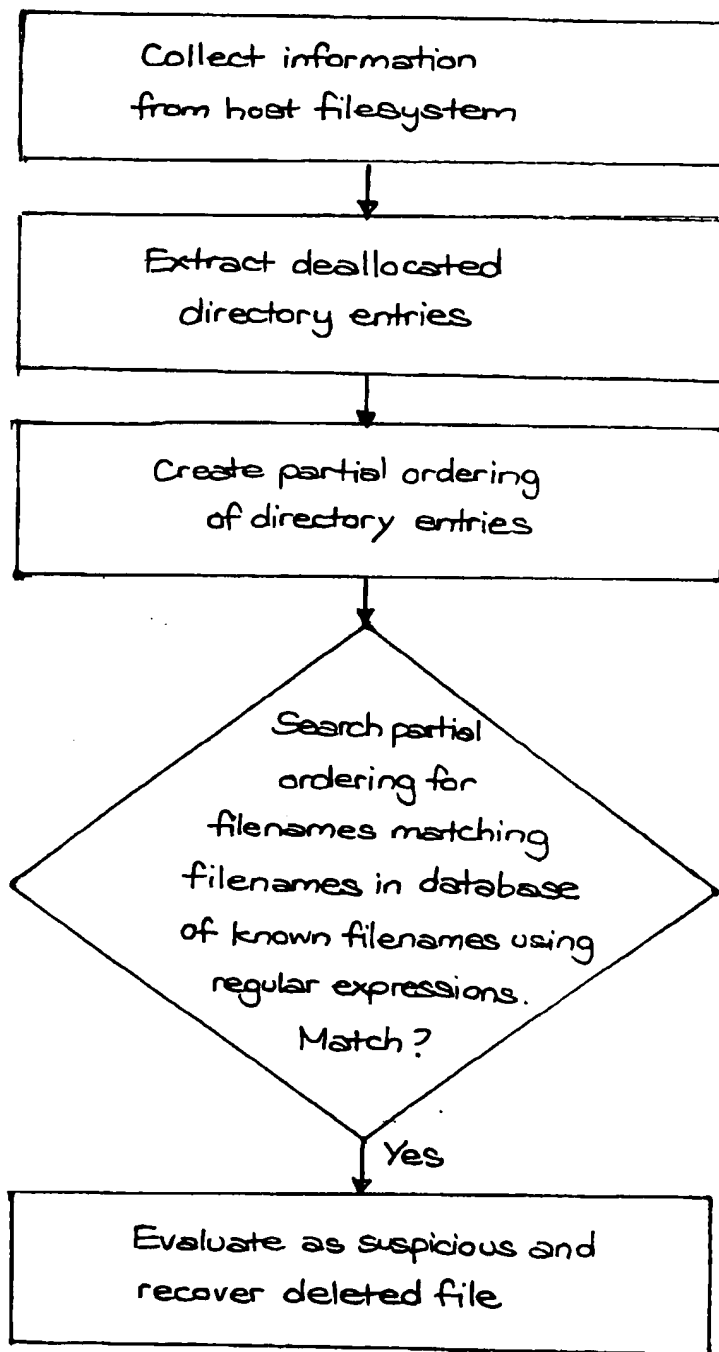 Collect information
from host filesystem
Extract deallocated
directory entries
Create partial ordering
of directory entries
Search partial
ordering for
filenames matching
filenames in database
of known filenames using
regular expressions.
Match?
Yes
Evaluate as suspicious and
recover deleted file